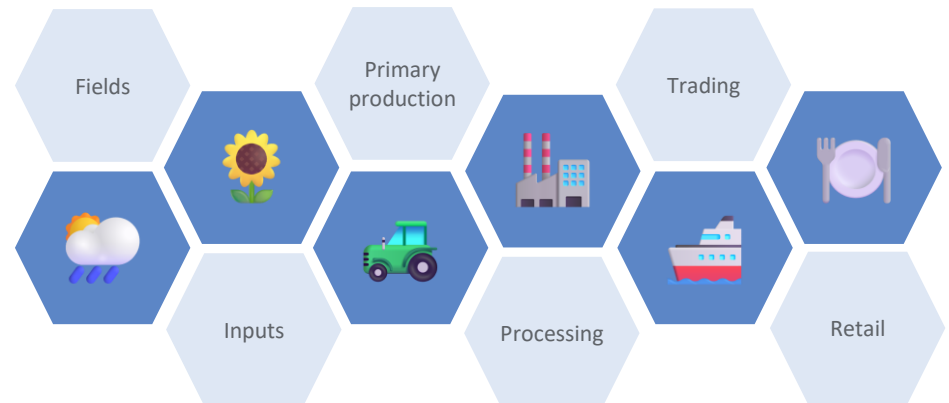 Fields
Primary
production
Trading
Inputs
Processing
Retail